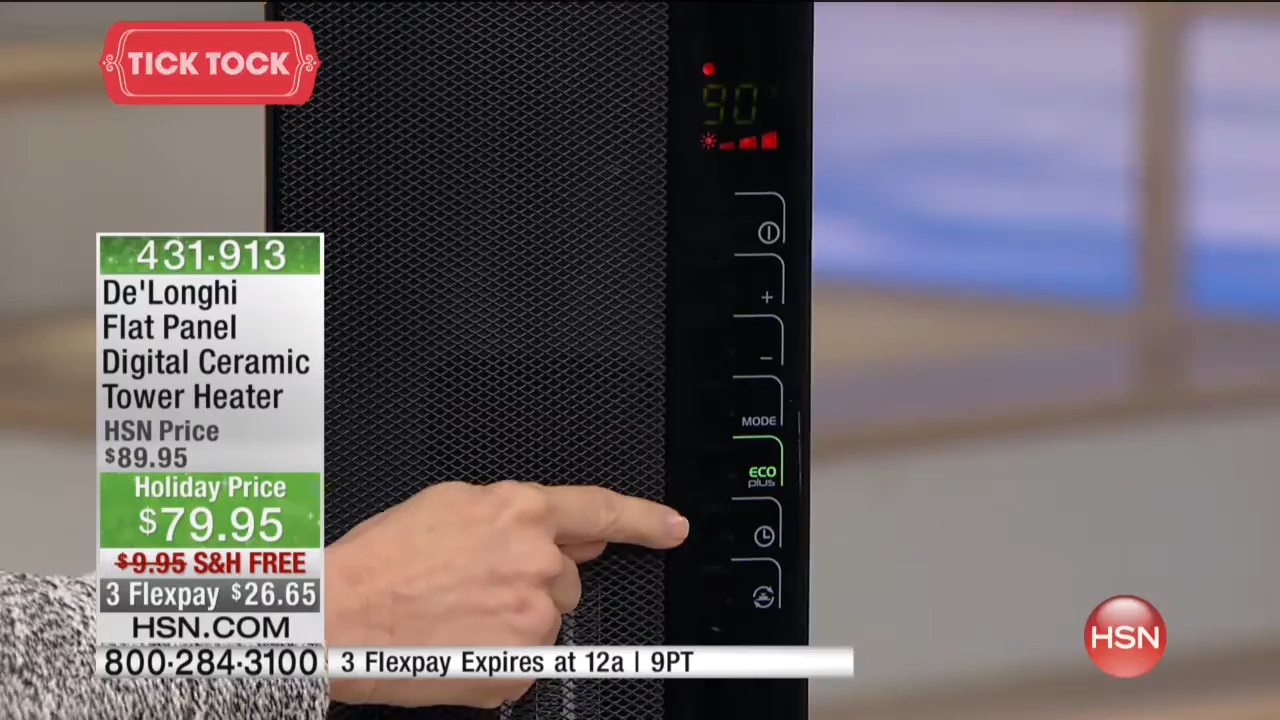 TICK TOCK
90
431-913
De'Longhi
Flat Panel
Digital Ceramic
Tower Heater
HSN Price
$89.95
Holiday Price
$79.95
$9.95 S&H FREE
3 Flexpay $26.65
HSN.COM
800-284-3100
3 Flexpay Expires at 12a | 9PT
+
−
MODE
ECO
plus
HSN